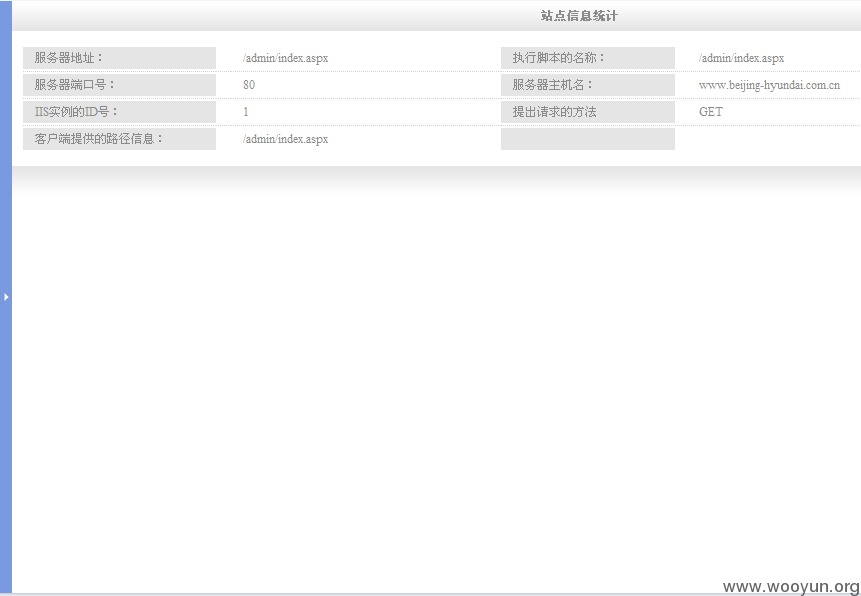 站点信息统计
服务器地址： /admin/index.aspx 执行脚本的名称： /admin/index.aspx
服务器端口号： 80 服务器主机名： www.beijing-hyundai.com.cn
IIS实例的ID号： 1 提出请求的方法 GET
客户端提供的路径信息： /admin/index.aspx
www.wooyun.org